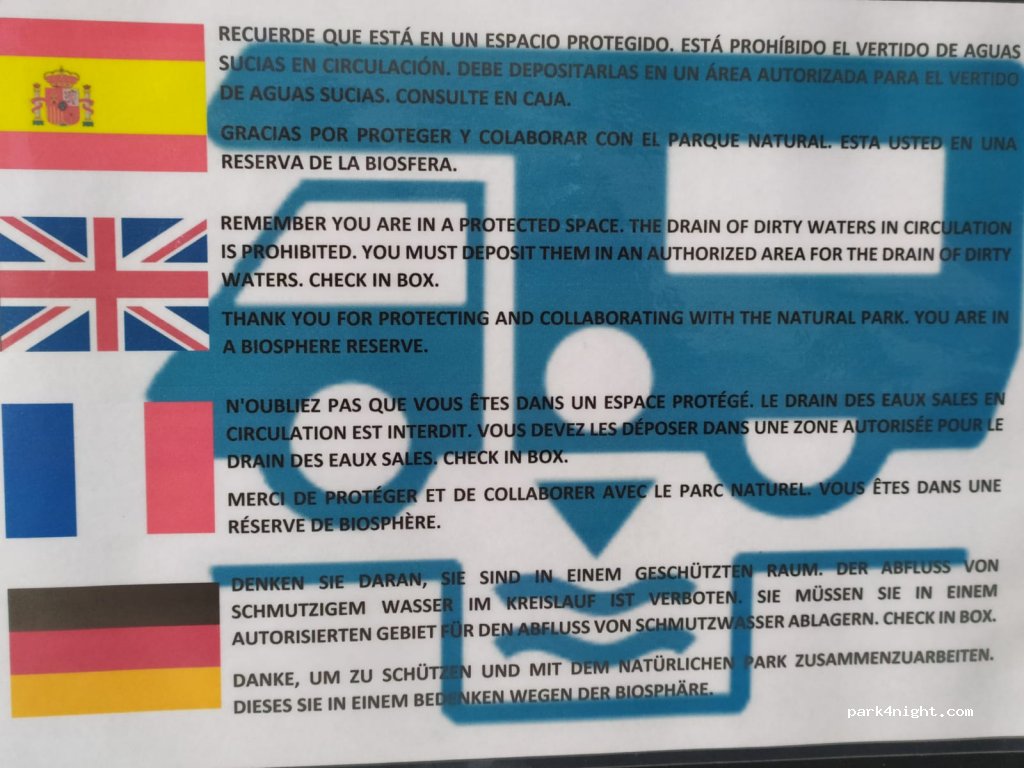 RECUERDE QUE ESTÁ EN UN ESPACIO PROTEGIDO. ESTÁ PROHÍBIDO EL VERTIDO DE AGUAS
SUCIAS EN CIRCULACIÓN. DEBE DEPOSITARLAS EN UN ÁREA AUTORIZADA PARA EL VERTIDO
DE AGUAS SUCIAS. CONSULTE EN CAJA.
GRACIAS POR PROTEGER Y COLABORAR CON EL PARQUE NATURAL. ESTA USTED EN UNA
RESERVA DE LA BIOSFERA.
REMEMBER YOU ARE IN A PROTECTED SPACE. THE DRAIN OF DIRTY WATERS IN CIRCULATION
IS PROHIBITED. YOU MUST DEPOSIT THEM IN AN AUTHORIZED AREA FOR THE DRAIN OF DIRTY
WATERS. CHECK IN BOX.
THANK YOU FOR PROTECTING AND COLLABORATING WITH THE NATURAL PARK. YOU ARE IN
A BIOSPHERE RESERVE.
N'OUBLIEZ PAS QUE VOUS ÊTES DANS UN ESPACE PROTÉGÉ. LE DRAIN DES EAUX SALES EN
CIRCULATION EST INTERDIT. VOUS DEVEZ LES DÉPOSER DANS UNE ZONE AUTORISÉE POUR LE
DRAIN DES EAUX SALES. CHECK IN BOX.
MERCI DE PROTÉGER ET DE COLLABORER AVEC LE PARC NATUREL. VOUS ÊTES DANS UNE
RÉSERVE DE BIOSPHÈRE.
DENKEN SIE DARAN, SIE SIND IN EINEM GESCHÜTZTEN RAUM. DER ABFLUSS VON
SCHMUTZIGEM WASSER IM KREISLAUF IST VERBOTEN. SIE MÜSSEN SIE IN EINEM
AUTORISIERTEN GEBIET FÜR DEN ABFLUSS VON SCHMUTZWASSER ABLAGERN. CHECK IN BOX.
DANKE, UM ZU SCHÜTZEN UND MIT DEM NATÜRLICHEN PARK ZUSAMMENZUARBEITEN.
DIESES SIE IN EINEM BEDENKEN WEGEN DER BIOSPHÄRE.
park4night.com